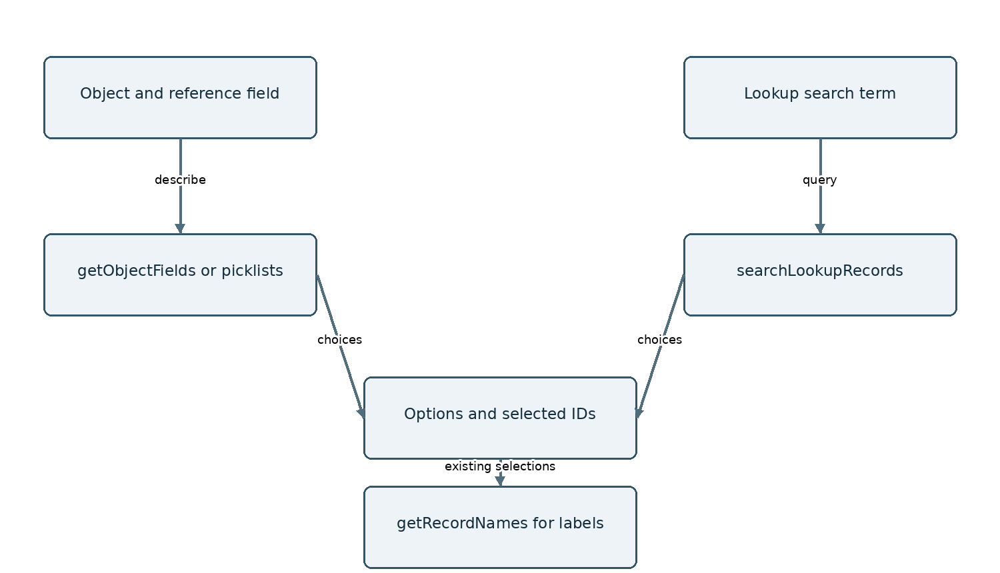 Object and reference field
Lookup search term
describe
query
getObjectFields or picklists
searchLookupRecords
choices
choices
Options and selected IDs
existing selections
getRecordNames for labels